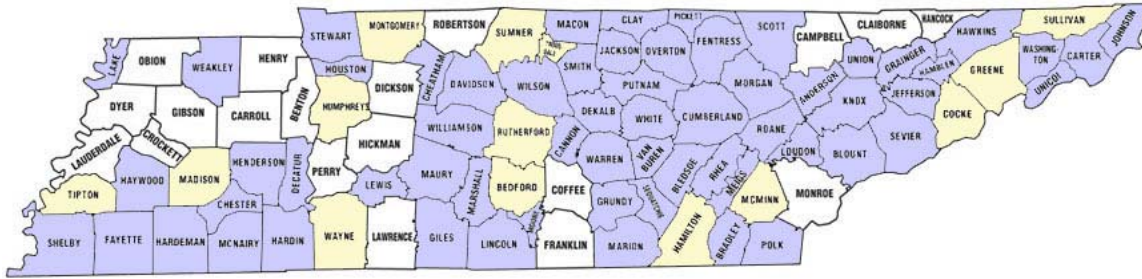 LAKE
OBION
WEAKLEY
HENRY
STEWART
MONTGOMERY
ROBERTSON
SUMNER
MACON
CLAY
PICKETT
SCOTT
CAMPBELL
CLAIBORNE
HANCOCK
HAWKINS
SULLIVAN
JOHNSON
HOUSTON
CHEATHAM
DAVIDSON
WILSON
SMITH
JACKSON
OVERTON
FENTRESS
MORGAN
ANDERSON
UNION
GRAINGER
HAMBLEN
GREENE
WASHING-
TON
CARTER
UNICOI
DYER
GIBSON
CARROLL
BENTON
HUMPHREYS
DICKSON
DEKALB
PUTNAM
WHITE
CUMBERLAND
KNOX
JEFFERSON
COCKE
SEVIER
LAUDERDALE
CROCKETT
HENDERSON
DECATUR
PERRY
HICKMAN
WILLIAMSON
RUTHERFORD
CANNON
WARREN
VAN
BUREN
BLEDSOE
RHEA
MEIGS
ROANE
LOUDON
BLOUNT
TIPTON
HAYWOOD
MADISON
CHESTER
LEWIS
MAURY
MARSHALL
BEDFORD
COFFEE
GRUNDY
SEQUATCHIE
MCMINN
MONROE
SHELBY
FAYETTE
HARDEMAN
MCNAIRY
HARDIN
WAYNE
LAWRENCE
GILES
LINCOLN
FRANKLIN
MARION
HAMILTON
BRADLEY
POLK